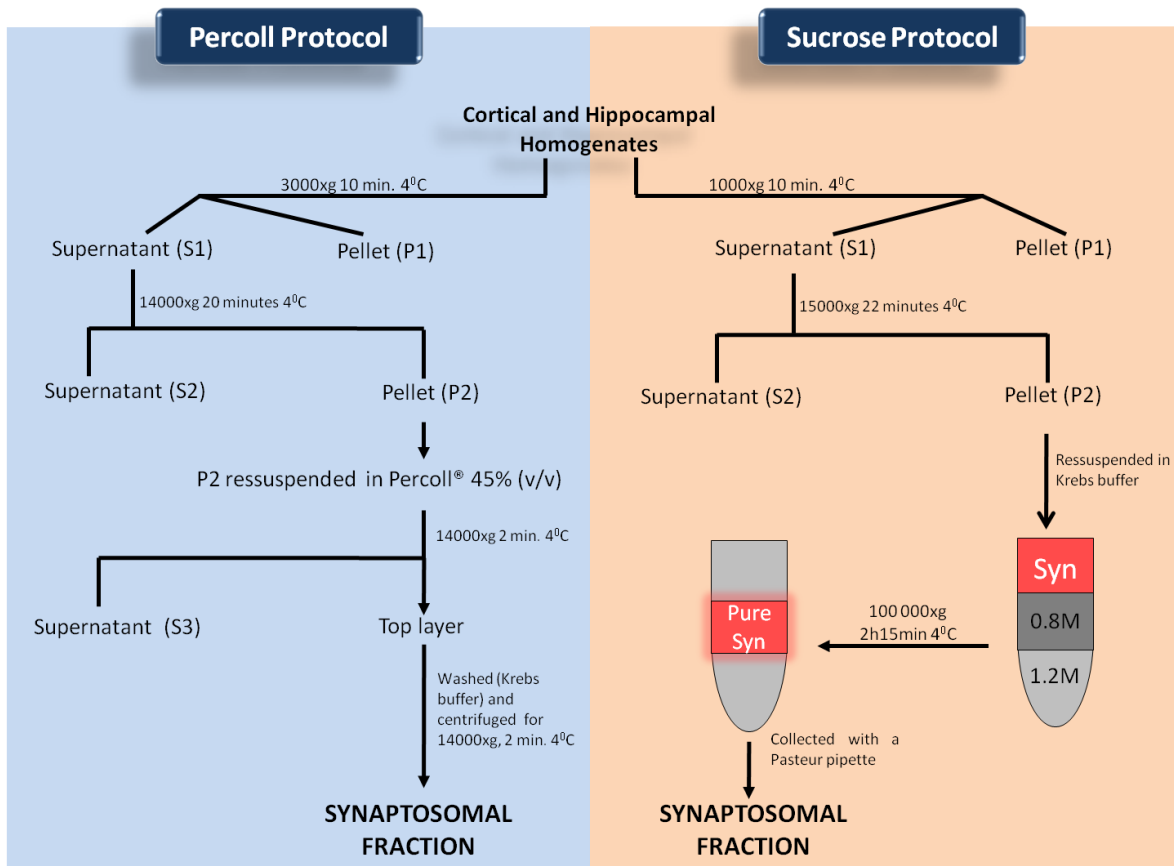 Percoll Protocol
Sucrose Protocol
Cortical and Hippocampal
Homogenates
3000xg 10 min. 4⁰C
1000xg 10 min. 4⁰C
Supernatant (S1)
Pellet (P1)
Supernatant (S1)
Pellet (P1)
14000xg 20 minutes 4⁰C
15000xg 22 minutes 4⁰C
Supernatant (S2)
Pellet (P2)
Supernatant (S2)
Pellet (P2)
P2 ressuspended in Percoll® 45% (v/v)
Ressuspended in
Krebs buffer
14000xg 2 min. 4⁰C
Supernatant (S3)
Top layer
Syn
0.8M
1.2M
100 000xg
2h15min 4⁰C
Pure
Syn
Washed (Krebs
buffer) and
centrifuged for
14000xg, 2 min. 4⁰C
Collected with a
Pasteur pipette
SYNAPTOSOMAL
FRACTION
SYNAPTOSOMAL
FRACTION